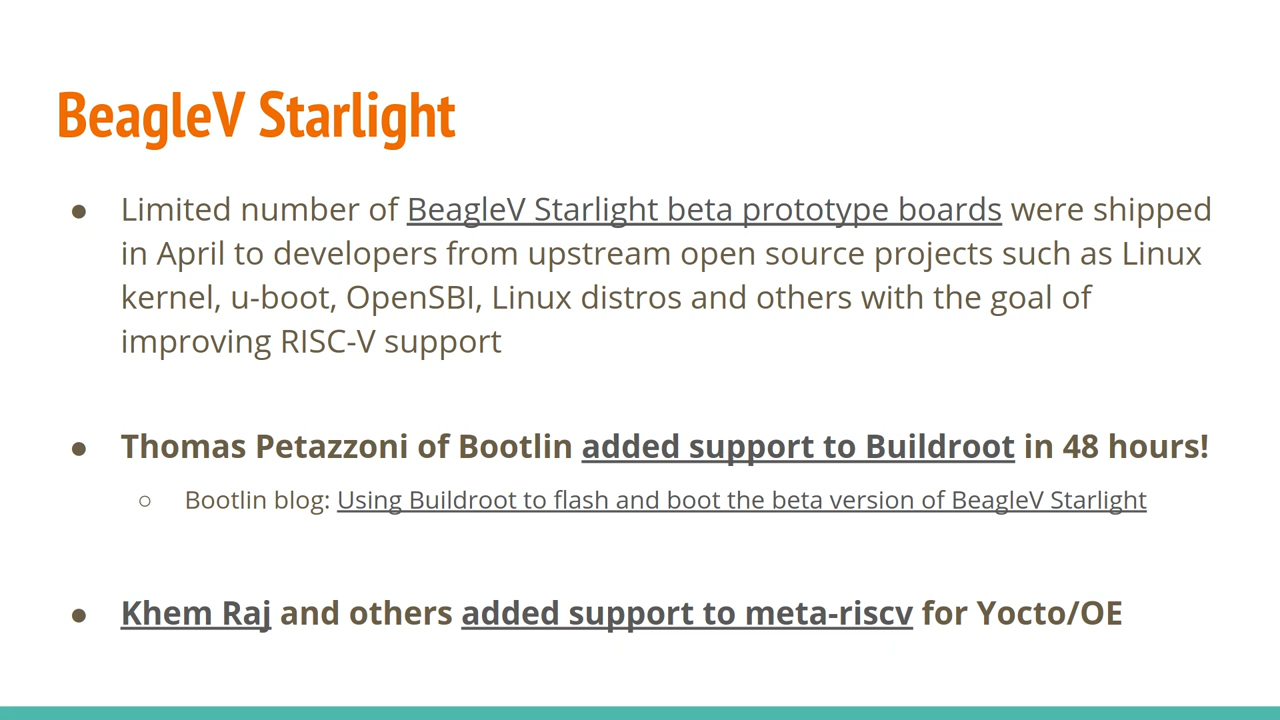 BeagleV Starlight
● Limited number of BeagleV Starlight beta prototype boards were shipped
in April to developers from upstream open source projects such as Linux
kernel, u-boot, OpenSBI, Linux distros and others with the goal of
improving RISC-V support
● Thomas Petazzoni of Bootlin added support to Buildroot in 48 hours!
○ Bootlin blog: Using Buildroot to flash and boot the beta version of BeagleV Starlight
● Khem Raj and others added support to meta-riscv for Yocto/OE